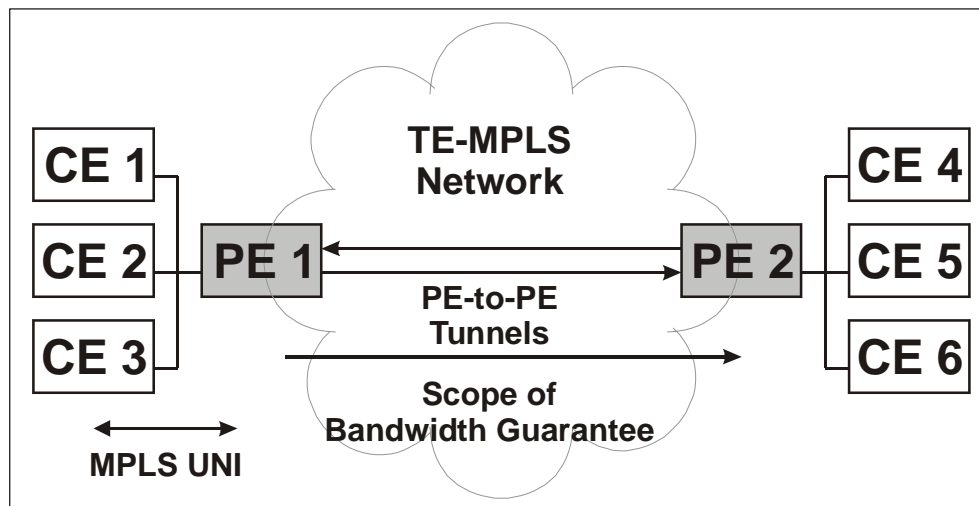 TE-MPLS
Network
CE 1
CE 2
CE 3
PE 1
PE 2
CE 4
CE 5
CE 6
PE-to-PE
Tunnels
Scope of
Bandwidth Guarantee
MPLS UNI